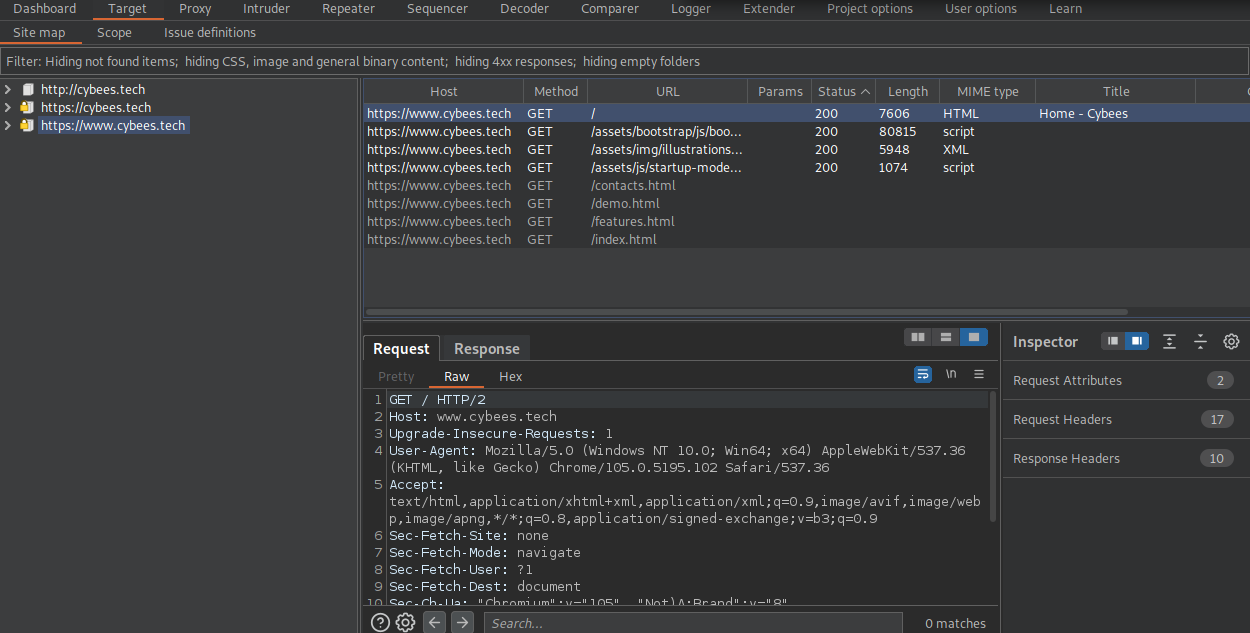 Dashboard Target Proxy Intruder Repeater Sequencer Decoder Comparer Logger Extender Project options User options Learn
Site map Scope Issue definitions
Filter: Hiding not found items; hiding CSS, image and general binary content; hiding 4xx responses; hiding empty folders
http://cybees.tech
https://cybees.tech
https://www.cybees.tech
Host Method URL Params Status Length MIME type Title
https://www.cybees.tech GET / 200 7606 HTML Home - Cybees
https://www.cybees.tech GET /assets/bootstrap/js/boo... 200 80815 script
https://www.cybees.tech GET /assets/img/illustrations... 200 5948 XML
https://www.cybees.tech GET /assets/js/startup-mode... 200 1074 script
https://www.cybees.tech GET /contacts.html
https://www.cybees.tech GET /demo.html
https://www.cybees.tech GET /features.html
https://www.cybees.tech GET /index.html
Request Response
Pretty Raw Hex \n
1 GET / HTTP/2
2 Host: www.cybees.tech
3 Upgrade-Insecure-Requests: 1
4 User-Agent: Mozilla/5.0 (Windows NT 10.0; Win64; x64) AppleWebKit/537.36
(KHTML, like Gecko) Chrome/105.0.5195.102 Safari/537.36
5 Accept:
text/html,application/xhtml+xml,application/xml;q=0.9,image/avif,image/web
p,image/apng,*/*;q=0.8,application/signed-exchange;v=b3;q=0.9
6 Sec-Fetch-Site: none
7 Sec-Fetch-Mode: navigate
8 Sec-Fetch-User: ?1
9 Sec-Fetch-Dest: document
10 Sec-Ch-Ua: "Chromium";v="105", "Not)A;Brand";v="8"
Search... 0 matches
Inspector
Request Attributes 2
Request Headers 17
Response Headers 10